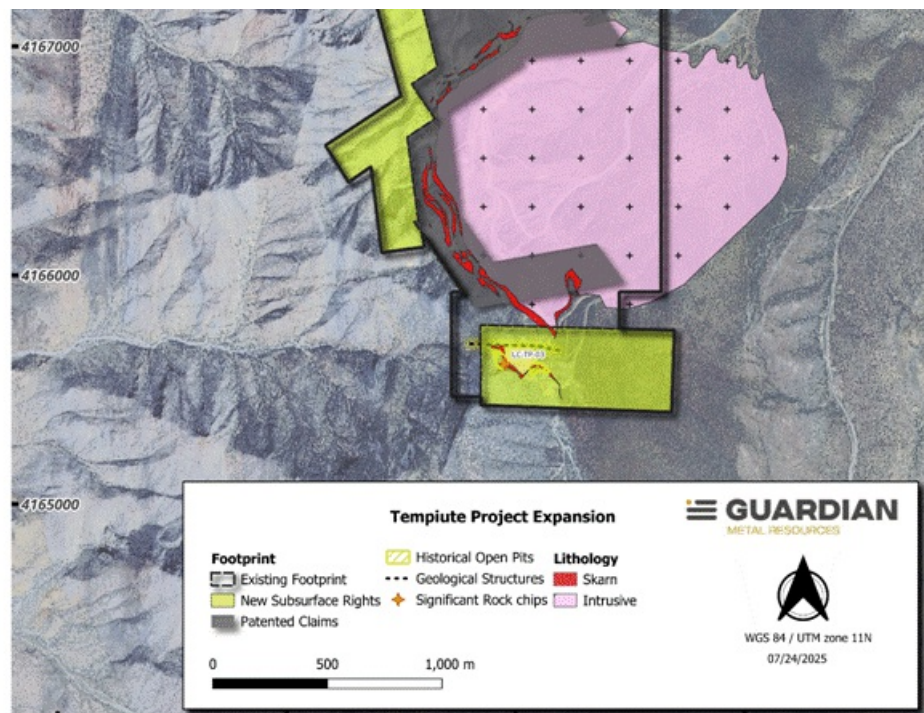 4167000
4166000
LC.TP-03
4165000
Tempiute Project Expansion
GUARDIAN
METAL RESOURCES
Footprint
Existing Footprint
New Subsurface Rights
Patented Claims
Historical Open Pits
Geological Structures
Significant Rock chips
Lithology
Skarn
Intrusive
WGS 84 / UTM zone 11N
07/24/2025
0 500 1,000 m